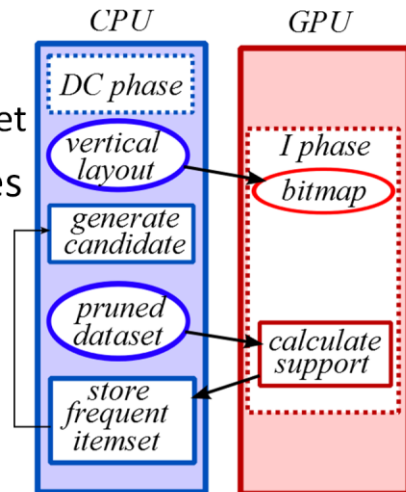 CPU
GPU
DC phase
et
vertical
layout
es
I phase
bitmap
generate
candidate
pruned
dataset
calculate
support
store
frequent
itemset